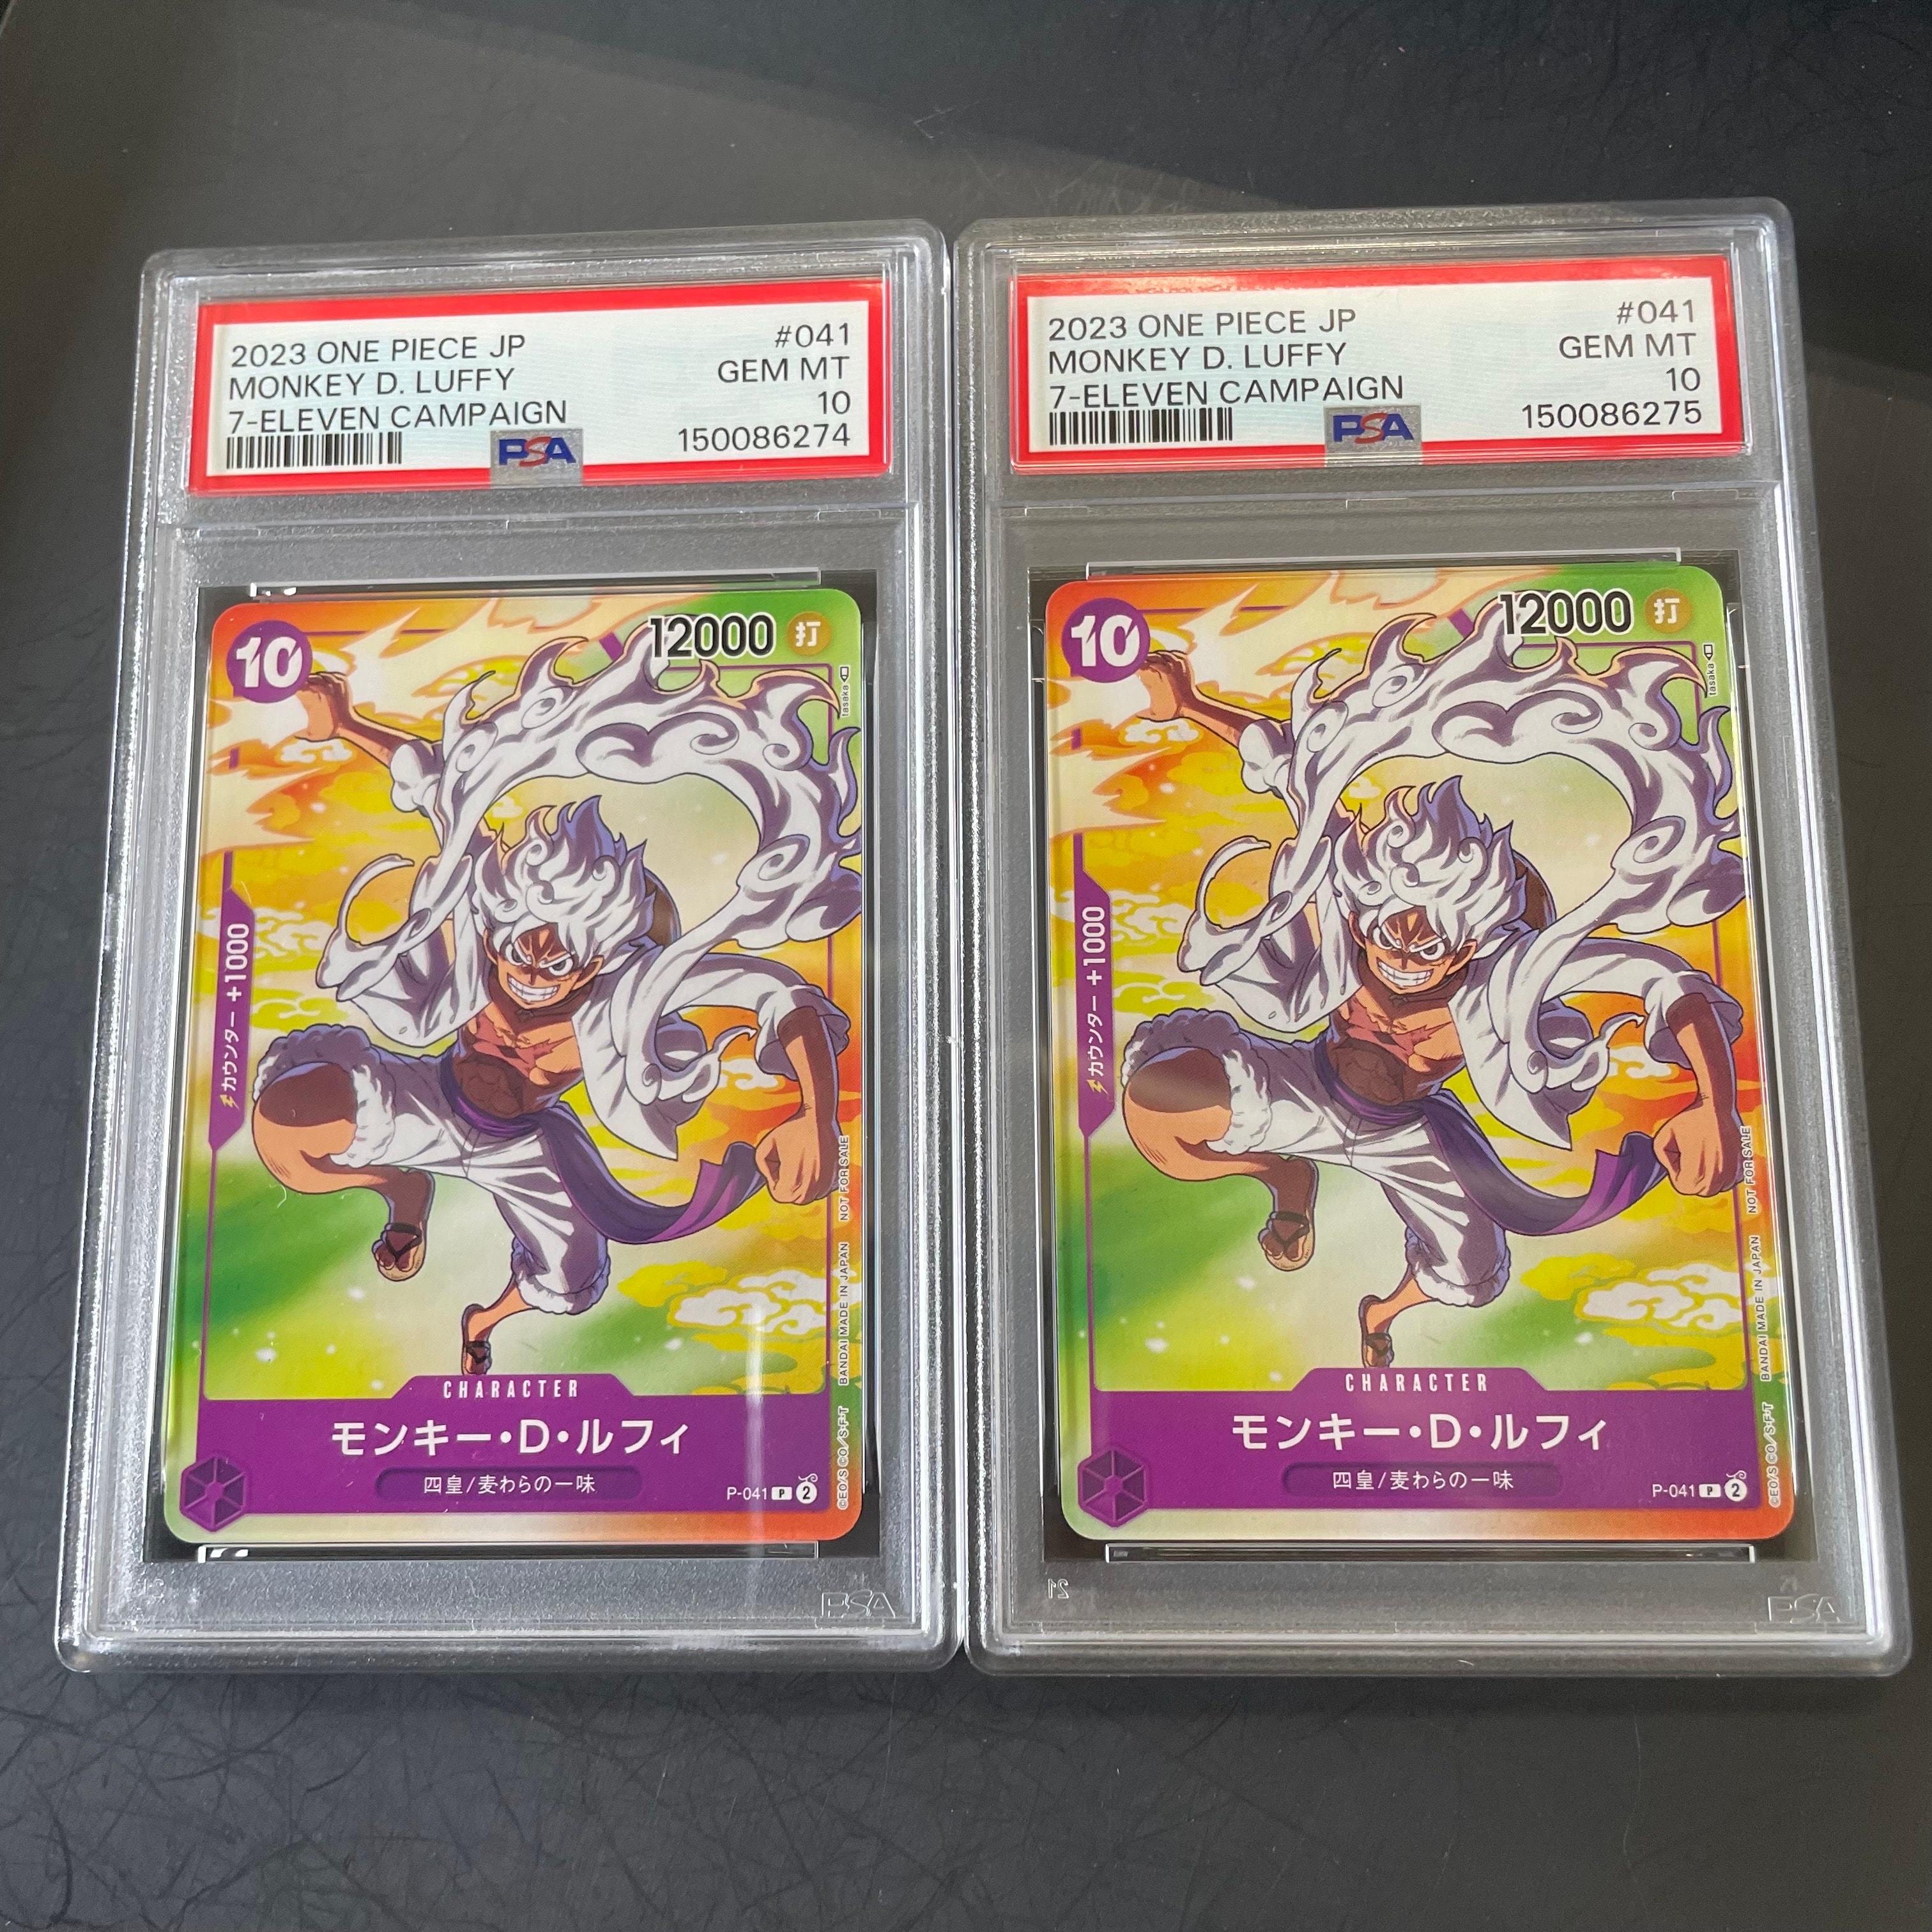 2023 ONE PIECE JP #041
MONKEY D. LUFFY GEM MT
7-ELEVEN CAMPAIGN 10
PSA 150086274
10
12000 打
tasaka
カウンター +1000
NOT FOR SALE
BANDAI MADE IN JAPAN
©EO/S ©O/S·F·T
CHARACTER
モンキー・D・ルフィ
四皇/麦わらの一味
P-041 P 2
PSA
2023 ONE PIECE JP #041
MONKEY D. LUFFY GEM MT
7-ELEVEN CAMPAIGN 10
PSA 150086275
10
12000 打
tasaka
カウンター +1000
NOT FOR SALE
BANDAI MADE IN JAPAN
©EO/S ©O/S·F·T
CHARACTER
モンキー・D・ルフィ
四皇/麦わらの一味
P-041 P 2
PSA